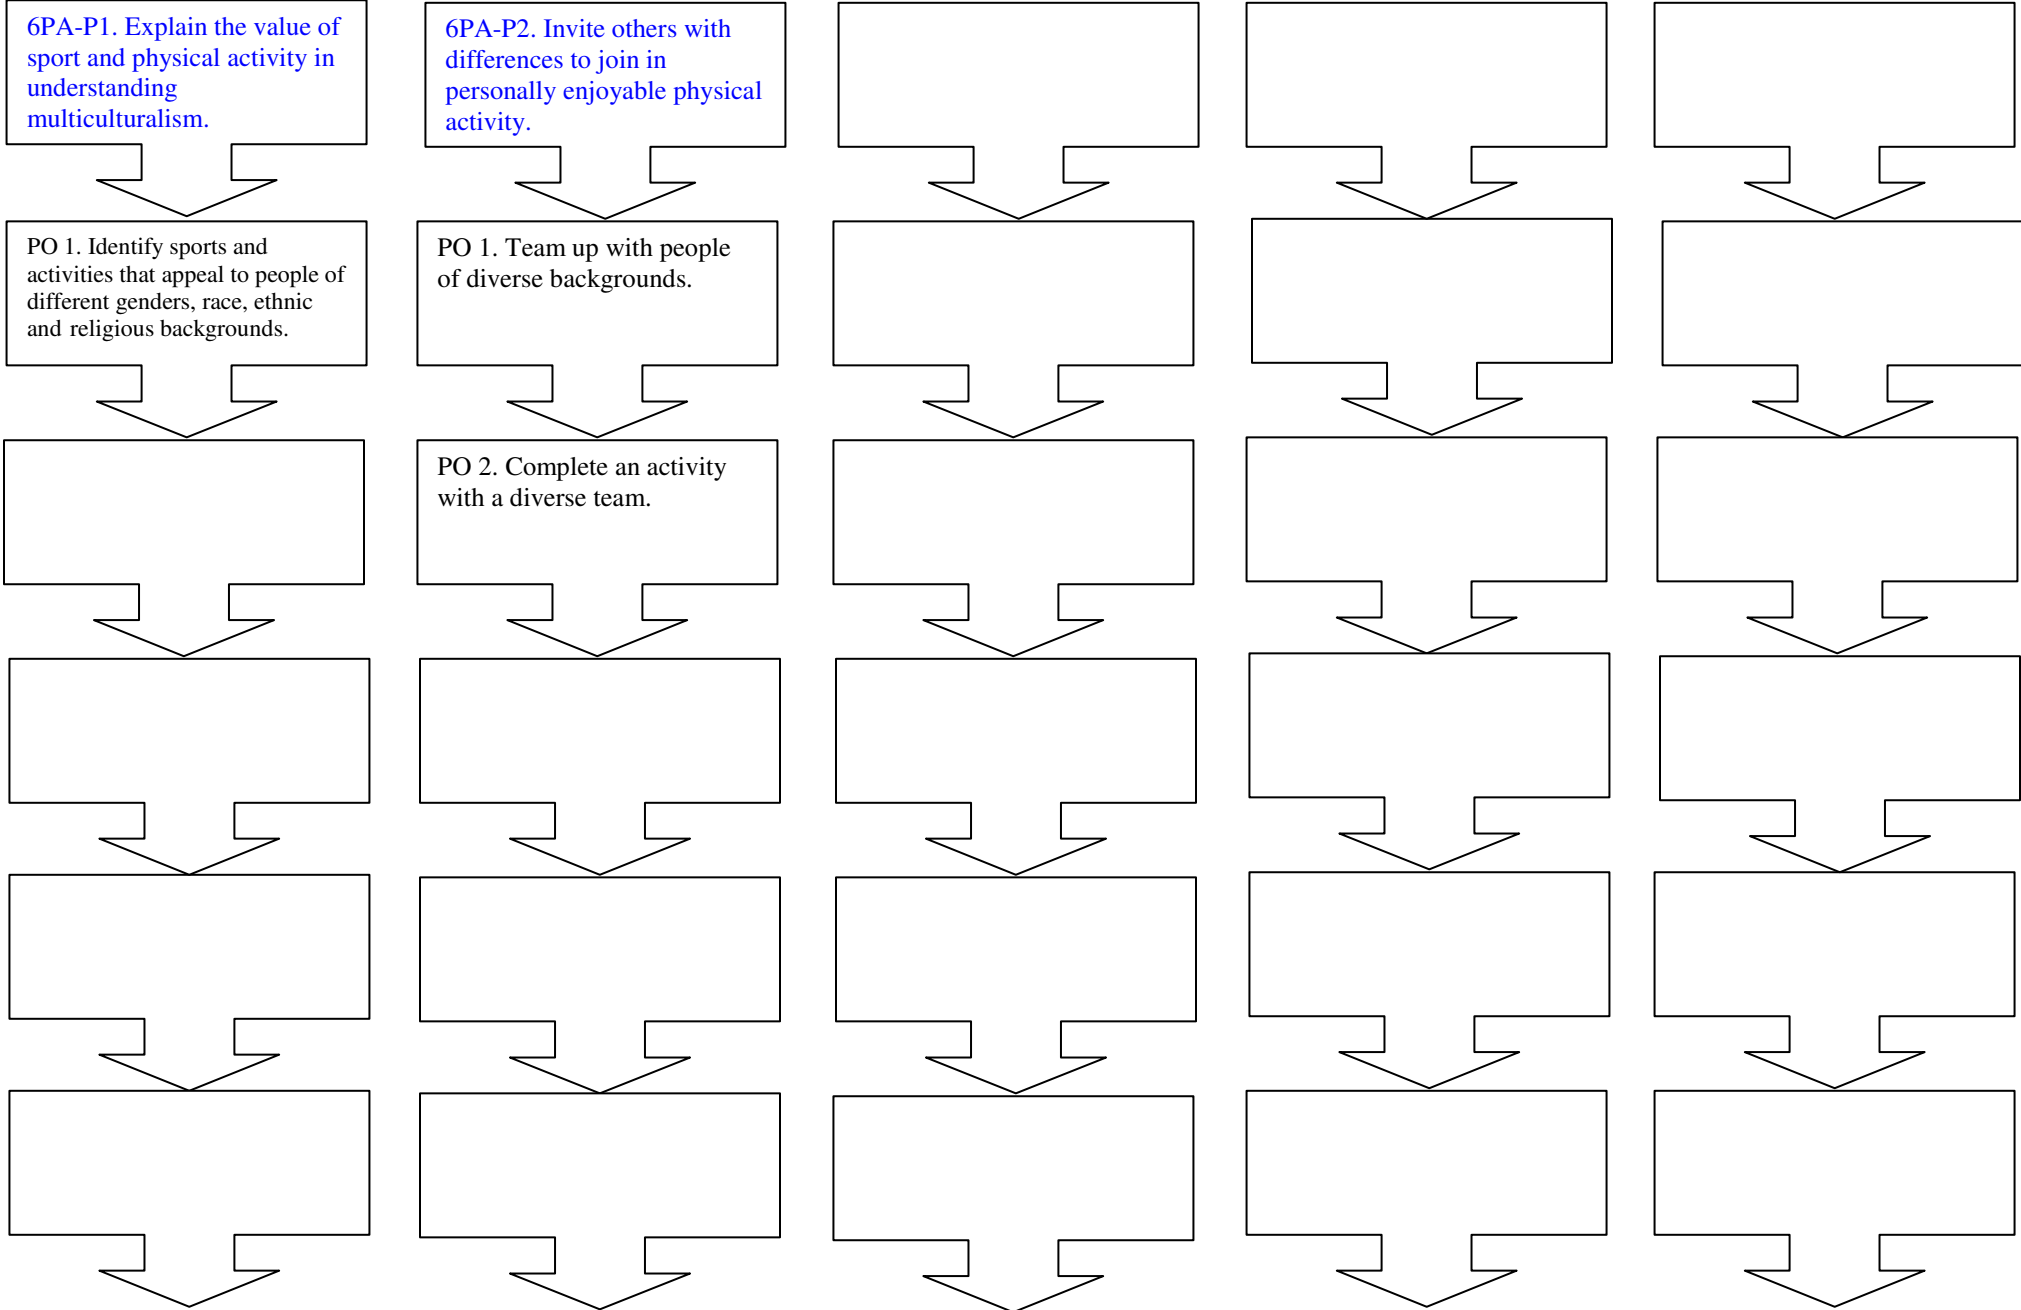 6PA-P1. Explain the value of
sport and physical activity in
understanding
multiculturalism.
6PA-P2. Invite others with
differences to join in
personally enjoyable physical
activity.
PO 1. Identify sports and
activities that appeal to people of
different genders, race, ethnic
and religious backgrounds.
PO 1. Team up with people
of diverse backgrounds.
PO 2. Complete an activity
with a diverse team.